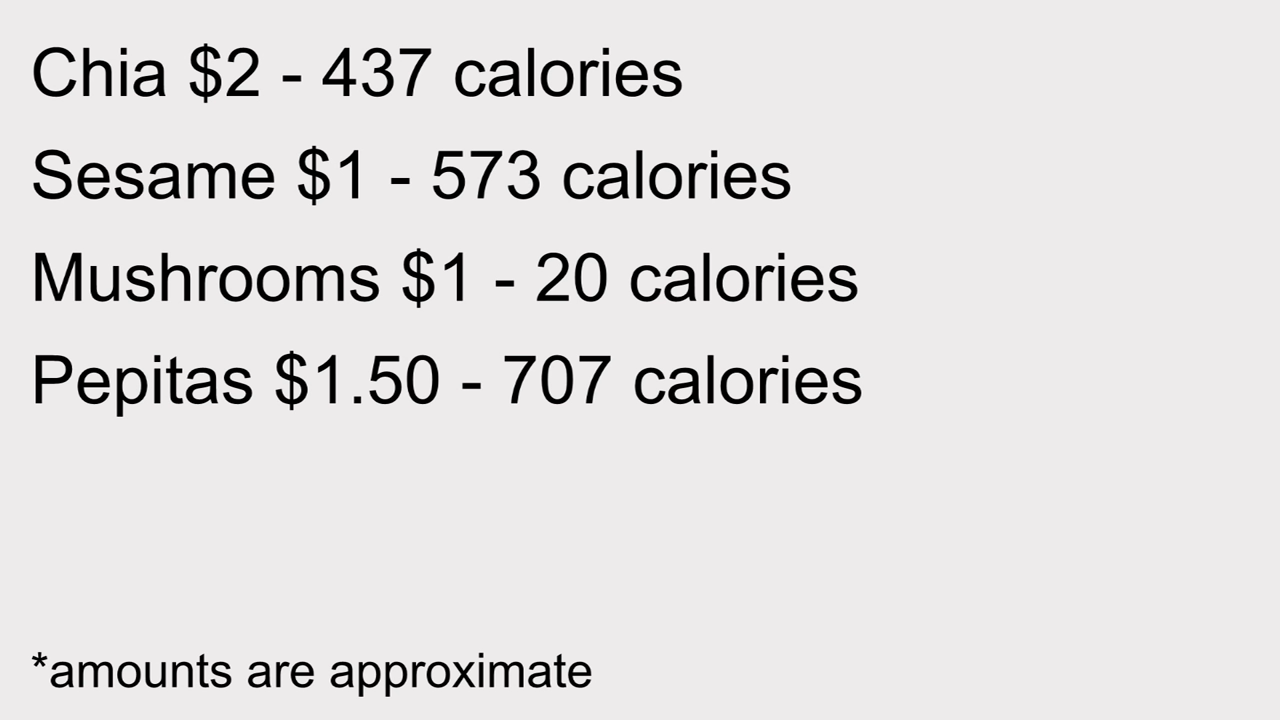 Chia $2 - 437 calories
Sesame $1 - 573 calories
Mushrooms $1 - 20 calories
Pepitas $1.50 - 707 calories
*amounts are approximate